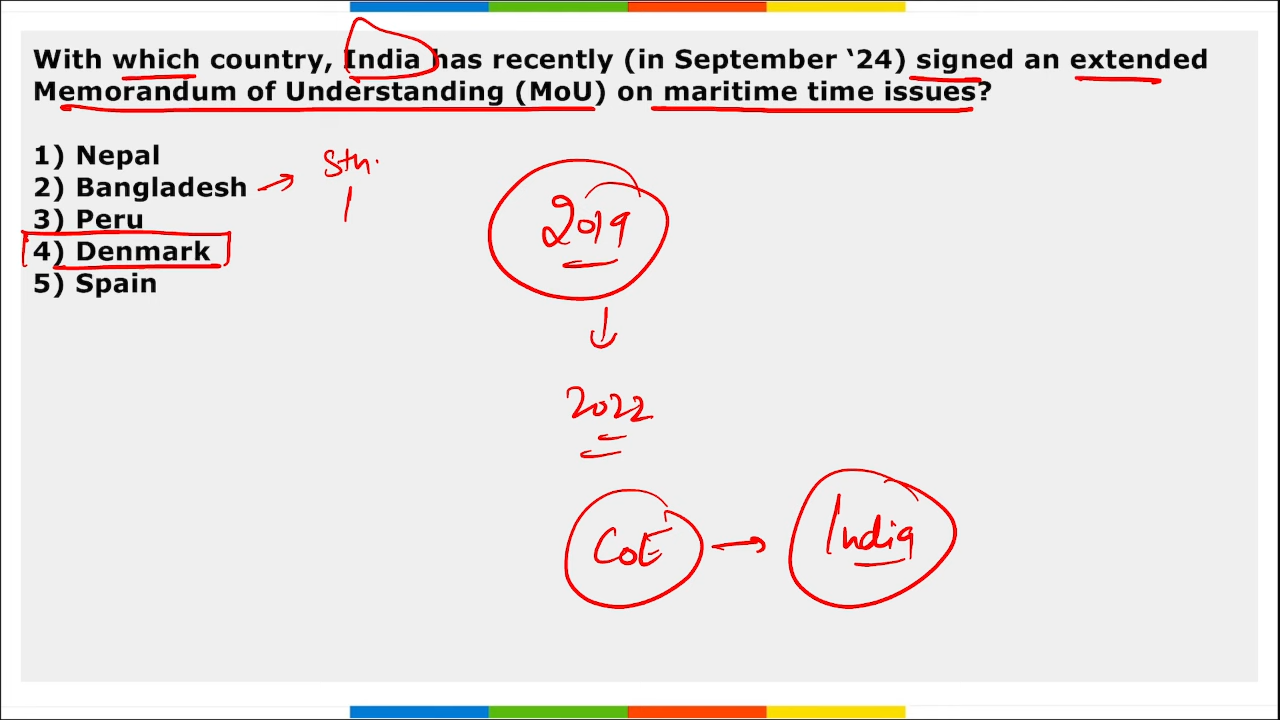 With which country, India has recently (in September ‘24) signed an extended
Memorandum of Understanding (MoU) on maritime time issues?
1) Nepal
2) Bangladesh
3) Peru
4) Denmark
5) Spain
2019
2022
CoE
India